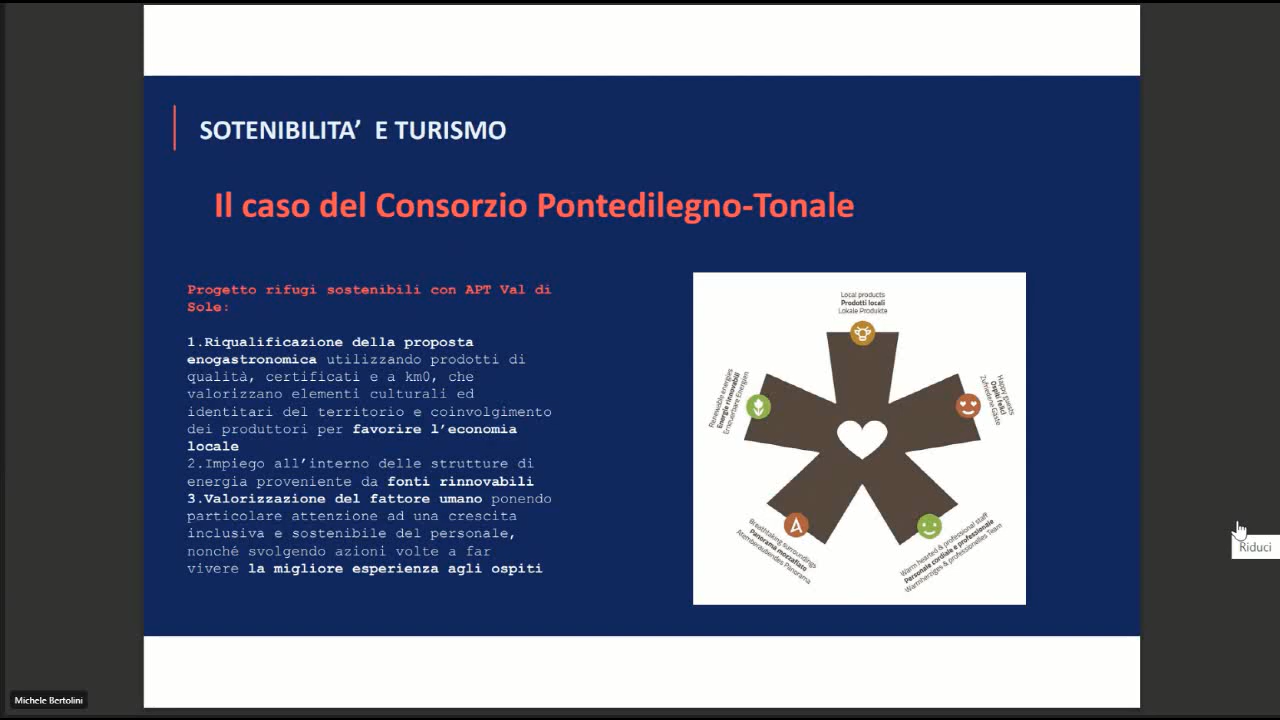 SOTENIBILITA’ E TURISMO
Il caso del Consorzio Pontedilegno-Tonale
Progetto rifugi sostenibili con APT Val di
Sole:
1.Riqualificazione della proposta
enogastronomica utilizzando prodotti di
qualità, certificati e a km0, che
valorizzano elementi culturali ed
identitari del territorio e coinvolgimento
dei produttori per favorire l’economia
locale
2.Impiego all’interno delle strutture di
energia proveniente da fonti rinnovabili
3.Valorizzazione del fattore umano ponendo
particolare attenzione ad una crescita
inclusiva e sostenibile del personale,
nonché svolgendo azioni volte a far
vivere la migliore esperienza agli ospiti
Local products
Prodotti locali
Lokale Produkte
Renewable energies
Energie rinnovabili
Erneuerbare Energien
Happy guests
Ospiti felici
Zufriedene Gäste
Breathtaking surroundings
Panorama mozzafiato
Atemberaubendes Panorama
Warm hearted & professional staff
Personale cordiale e professionale
Warmherziges & professionelles Team
Riduci
Michele Bertolini